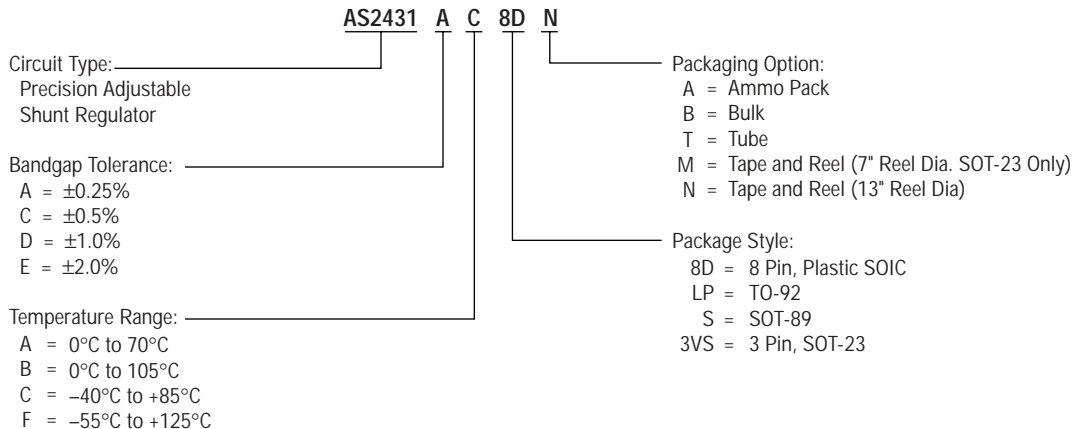 AS2431 A C 8D N
Circuit Type:
Precision Adjustable
Shunt Regulator
Bandgap Tolerance:
A = ±0.25%
C = ±0.5%
D = ±1.0%
E = ±2.0%
Temperature Range:
A = 0°C to 70°C
B = 0°C to 105°C
C = –40°C to +85°C
F = –55°C to +125°C
Packaging Option:
A = Ammo Pack
B = Bulk
T = Tube
M = Tape and Reel (7" Reel Dia. SOT-23 Only)
N = Tape and Reel (13" Reel Dia)
Package Style:
8D = 8 Pin, Plastic SOIC
LP = TO-92
S = SOT-89
3VS = 3 Pin, SOT-23